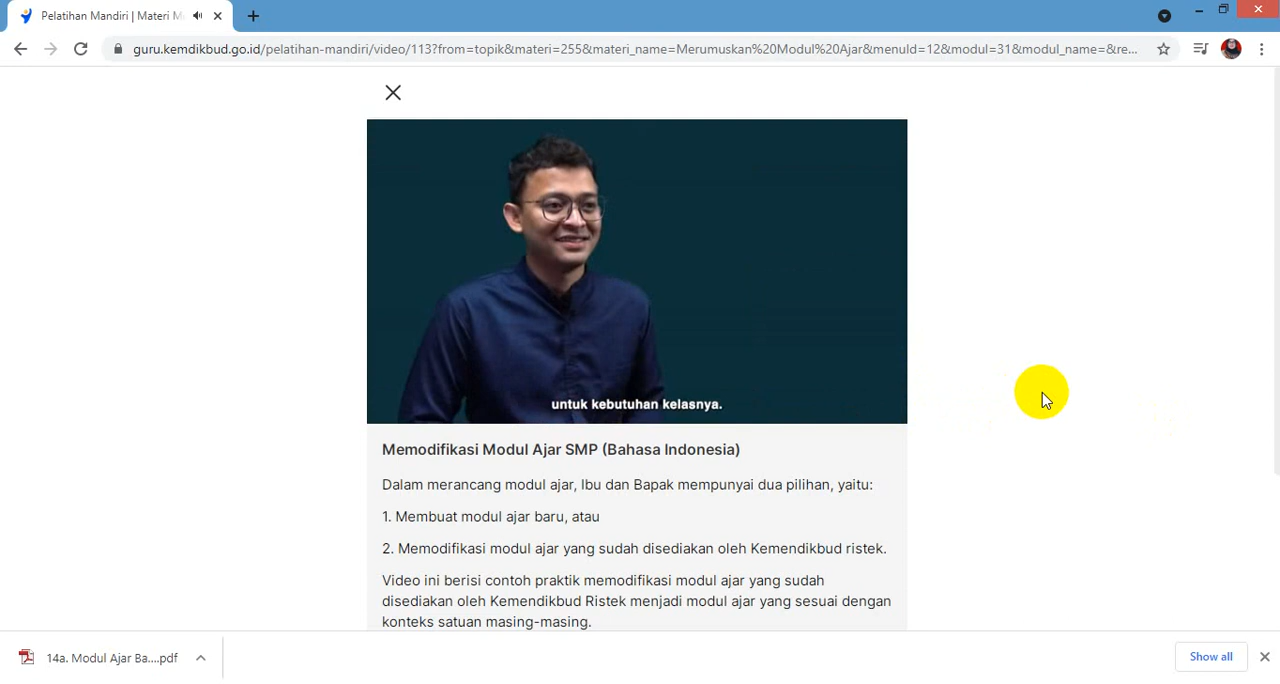 Pelatihan Mandiri | Materi M
guru.kemdikbud.go.id/pelatihan-mandiri/video/113?from=topik&materi=255&materi_name=Merumuskan%20Modul%20Ajar&menuId=12&modul=31&modul_name=&re...
untuk kebutuhan kelasnya.
Memodifikasi Modul Ajar SMP (Bahasa Indonesia)
Dalam merancang modul ajar, Ibu dan Bapak mempunyai dua pilihan, yaitu:
1. Membuat modul ajar baru, atau
2. Memodifikasi modul ajar yang sudah disediakan oleh Kemendikbud ristek.
Video ini berisi contoh praktik memodifikasi modul ajar yang sudah
disediakan oleh Kemendikbud Ristek menjadi modul ajar yang sesuai dengan
konteks satuan masing-masing.
14a. Modul Ajar Ba....pdf
Show all